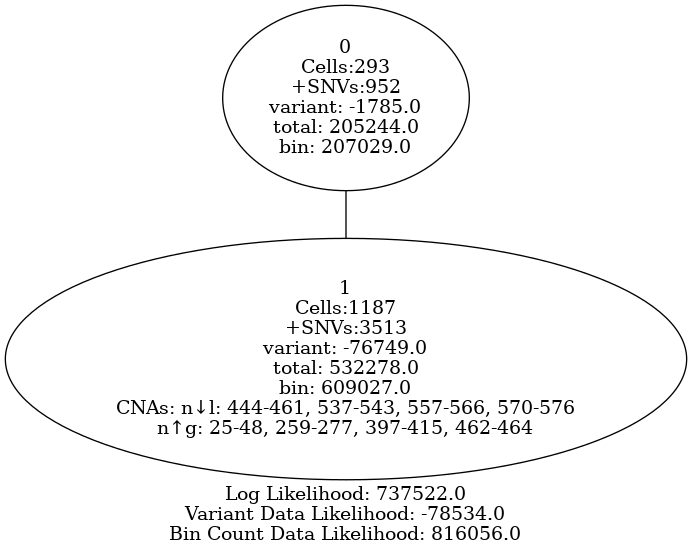 0
Cells:293
+SNVs:952
variant: -1785.0
total: 205244.0
bin: 207029.0
1
Cells:1187
+SNVs:3513
variant: -76749.0
total: 532278.0
bin: 609027.0
CNAs: n↓l: 444-461, 537-543, 557-566, 570-576
n↑g: 25-48, 259-277, 397-415, 462-464
Log Likelihood: 737522.0
Variant Data Likelihood: -78534.0
Bin Count Data Likelihood: 816056.0